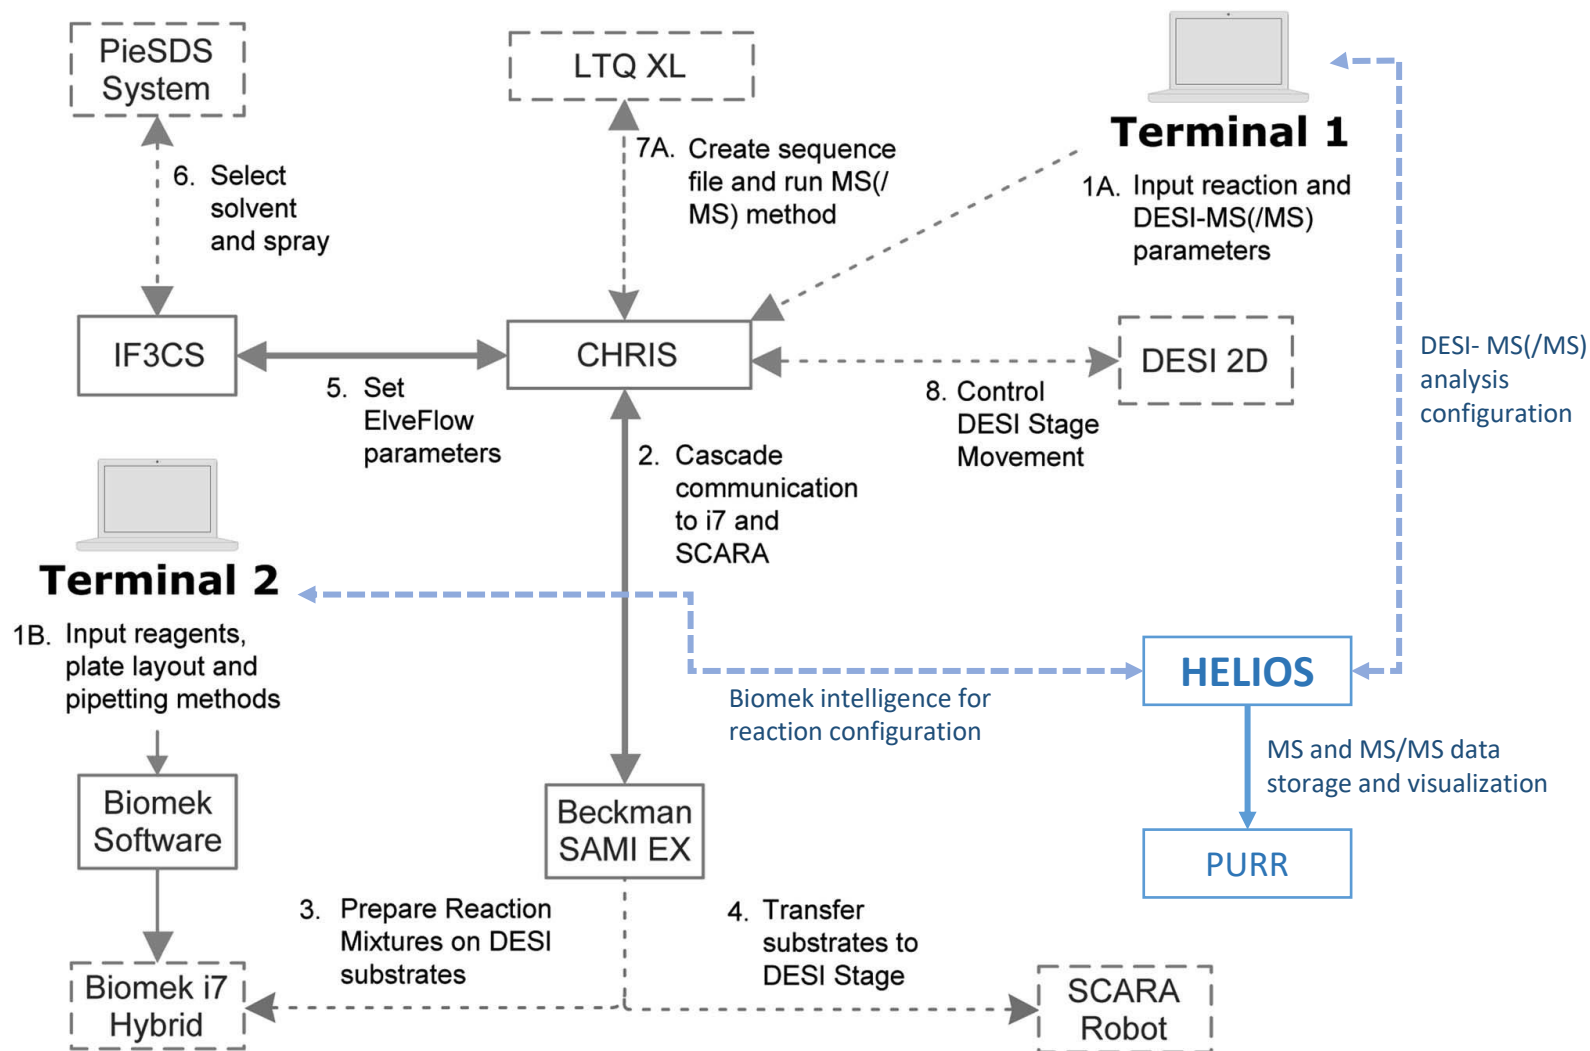 PieSDS
System
LTQ XL
Terminal 1
6. Select
solvent
and spray
7A. Create sequence
file and run MS(/
MS) method
1A. Input reaction and
DESI-MS(/MS)
parameters
IF3CS
CHRIS
DESI 2D
DESI- MS(/MS)
analysis
configuration
5. Set
ElveFlow
parameters
8. Control
DESI Stage
Movement
2. Cascade
communication
to i7 and
SCARA
Terminal 2
1B. Input reagents,
plate layout and
pipetting methods
HELIOS
Biomek intelligence for
reaction configuration
MS and MS/MS data
storage and visualization
Biomek
Software
Beckman
SAMI EX
PURR
3. Prepare Reaction
Mixtures on DESI
substrates
4. Transfer
substrates to
DESI Stage
Biomek i7
Hybrid
SCARA
Robot